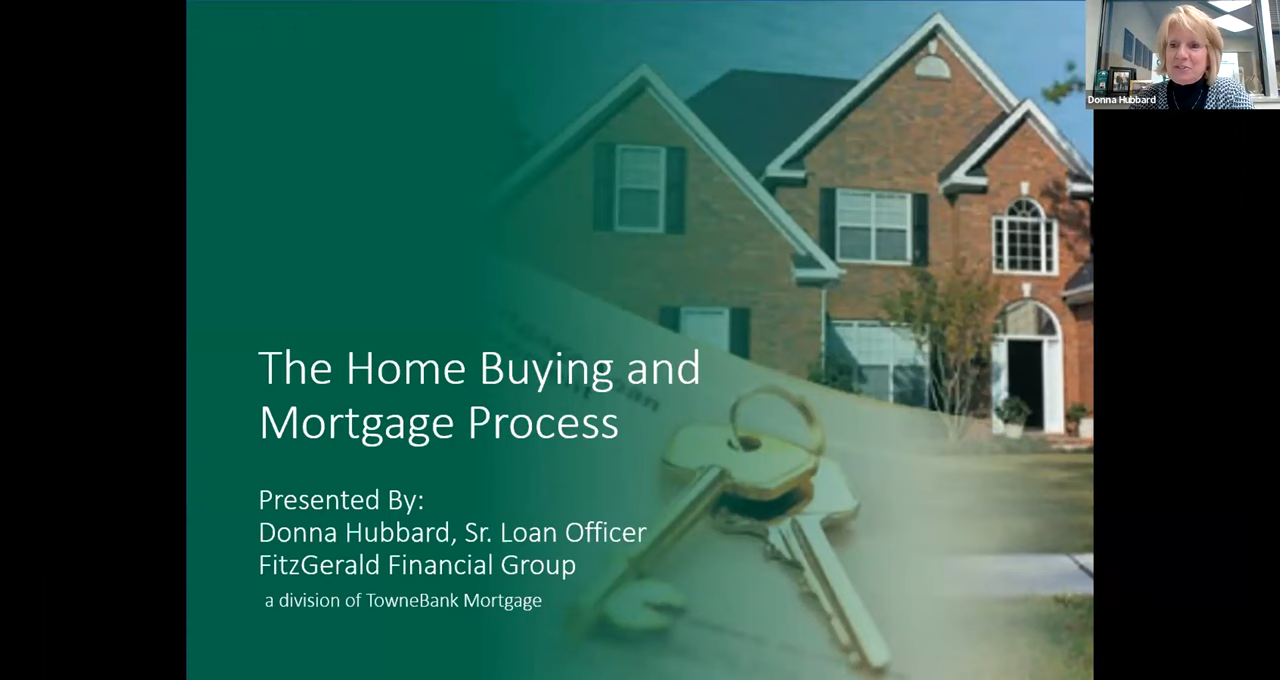 Donna Hubbard
The Home Buying and
Mortgage Process
Presented By:
Donna Hubbard, Sr. Loan Officer
FitzGerald Financial Group
a division of TowneBank Mortgage